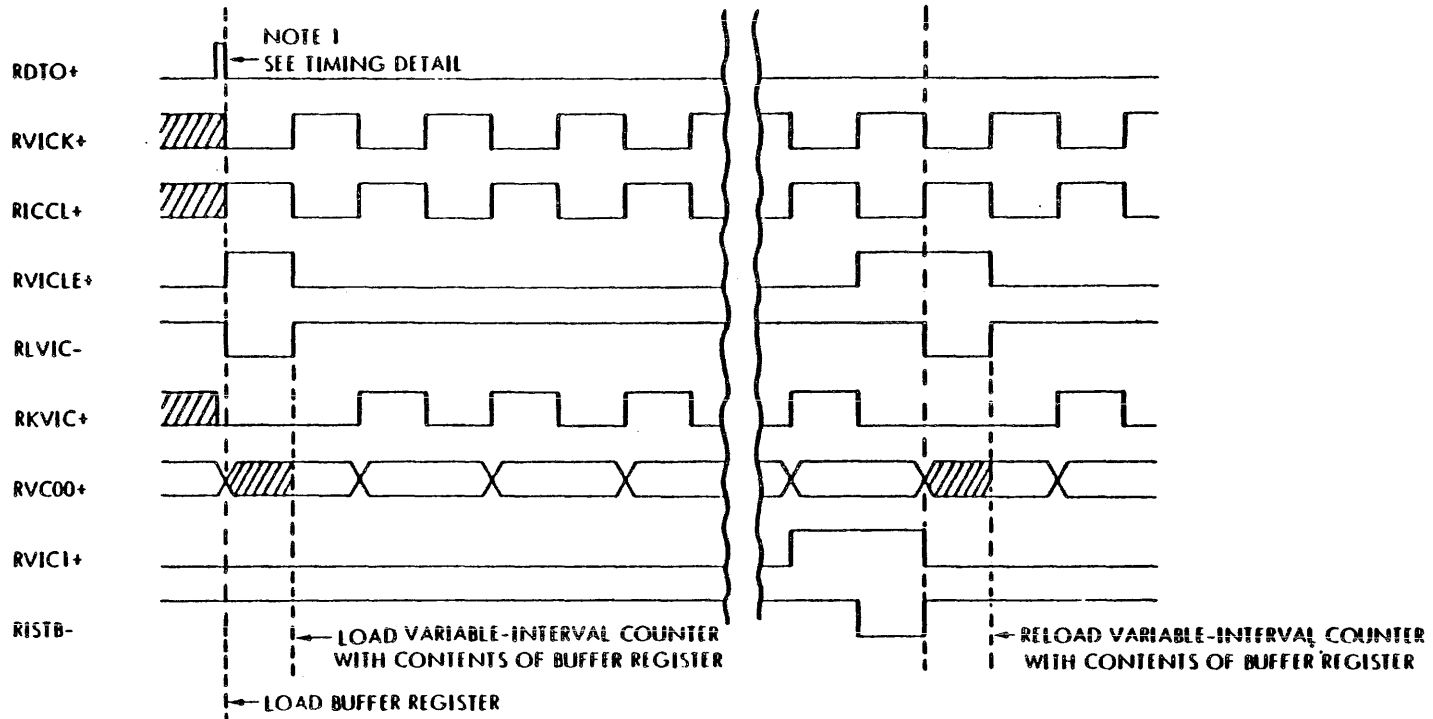 NOTE 1
RDTO+
SEE TIMING DETAIL
RVICK+
RICCL+
RVICLE+
RLVIC-
RKVIC+
RVC00+
RVICI+
RISTB-
LOAD VARIABLE-INTERVAL COUNTER
WITH CONTENTS OF BUFFER REGISTER
RELOAD VARIABLE-INTERVAL COUNTER
WITH CONTENTS OF BUFFER REGISTER
LOAD BUFFER REGISTER